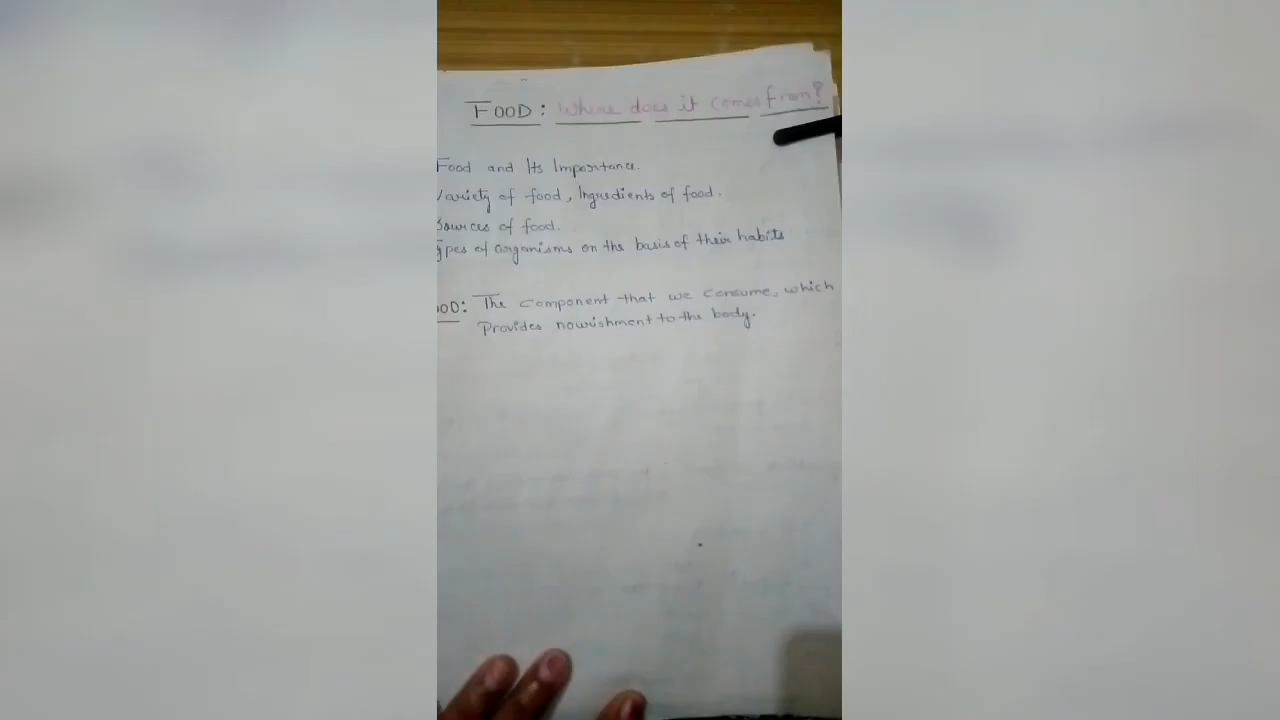 FOOD: Where does it comes from?
Food and Its Importance.
Variety of food, Ingredients of food.
Sources of food.
Types of organisms on the basis of their habits
OOD: The component that we consume, which
Provides nourishment to the body.